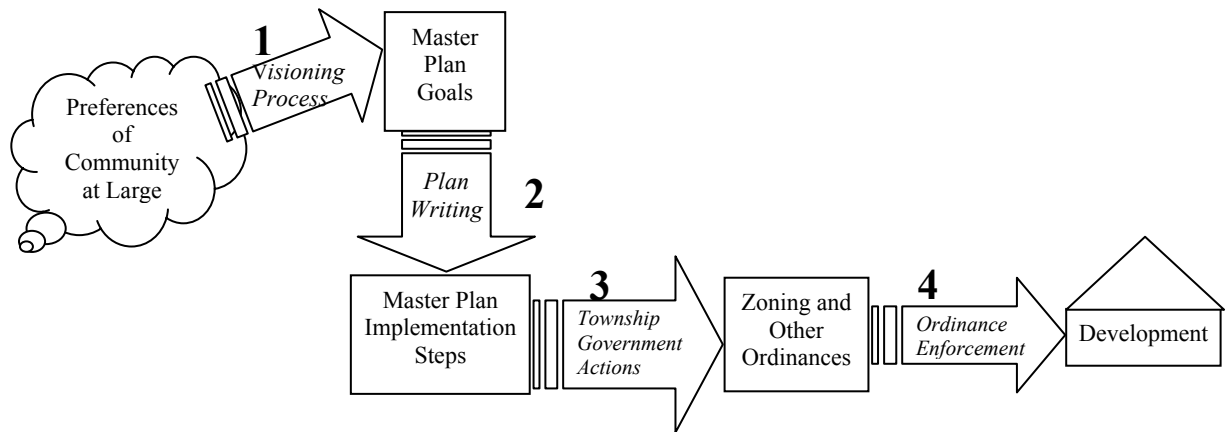 Preferences
of
Community
at Large
1
Visioning
Process
Master
Plan
Goals
Plan
Writing
2
Master Plan
Implementation
Steps
3
Township
Government
Actions
Zoning and
Other
Ordinances
4
Ordinance
Enforcement
Development